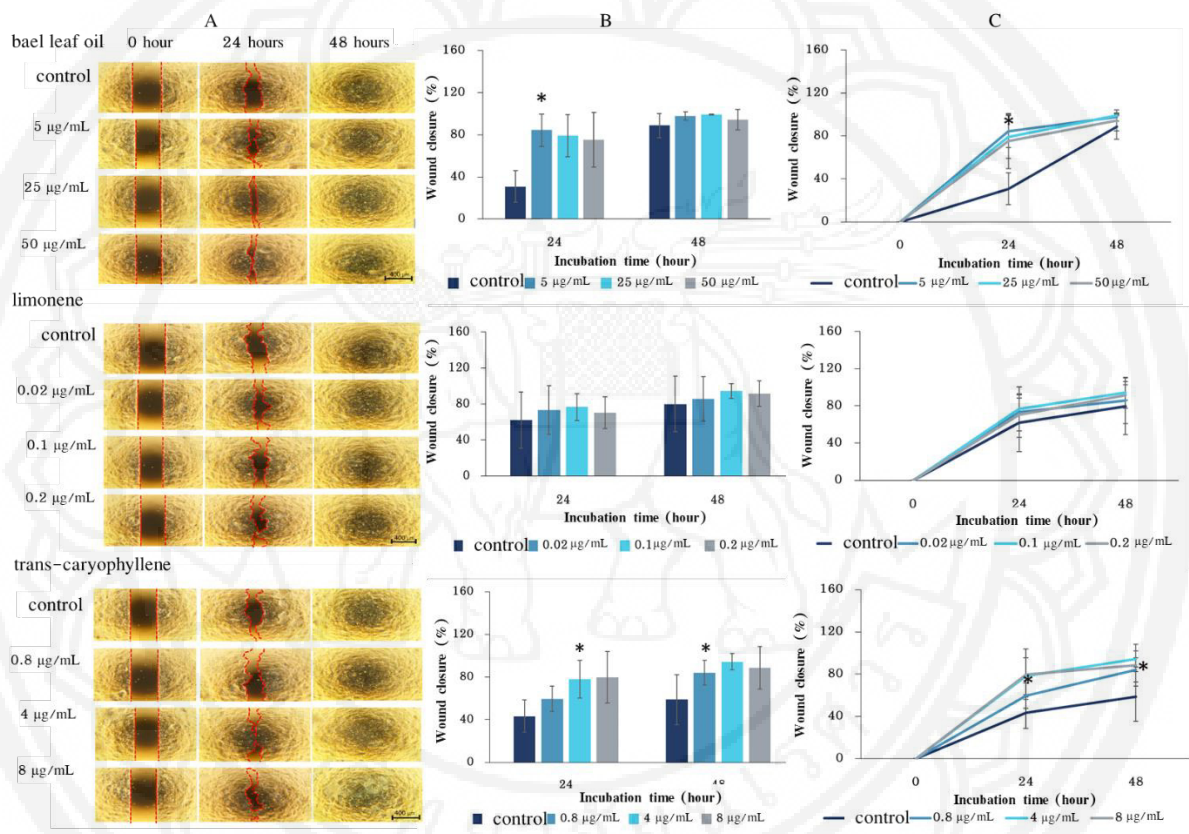 A
B
C
bael leaf oil 0 hour 24 hours 48 hours
control
5 µg/mL
25 µg/mL
50 µg/mL
400 µm
Wound closure (%)
160
120
80
40
0
*
24 48
Incubation time (hour)
control 5 µg/mL 25 µg/mL 50 µg/mL
Wound closure (%)
160
120
80
40
0
*
*
0 24 48
Incubation time (hour)
control 5 µg/mL 25 µg/mL 50 µg/mL
limonene
control
0.02 µg/mL
0.1 µg/mL
0.2 µg/mL
400 µm
Wound closure (%)
160
120
80
40
0
24 48
Incubation time (hour)
control 0.02 µg/mL 0.1µg/mL 0.2 µg/mL
Wound closure (%)
160
120
80
40
0
0 24 48
Incubation time (hour)
control 0.02 µg/mL 0.1 µg/mL 0.2 µg/mL
trans-caryophyllene
control
0.8 µg/mL
4 µg/mL
8 µg/mL
400 µm
Wound closure (%)
160
120
80
40
0
* *
24 48
Incubation time (hour)
control 0.8 µg/mL 4 µg/mL 8 µg/mL
Wound closure (%)
160
120
80
40
0
* *
0 24 48
Incubation time (hour)
control 0.8 µg/mL 4 µg/mL 8 µg/mL